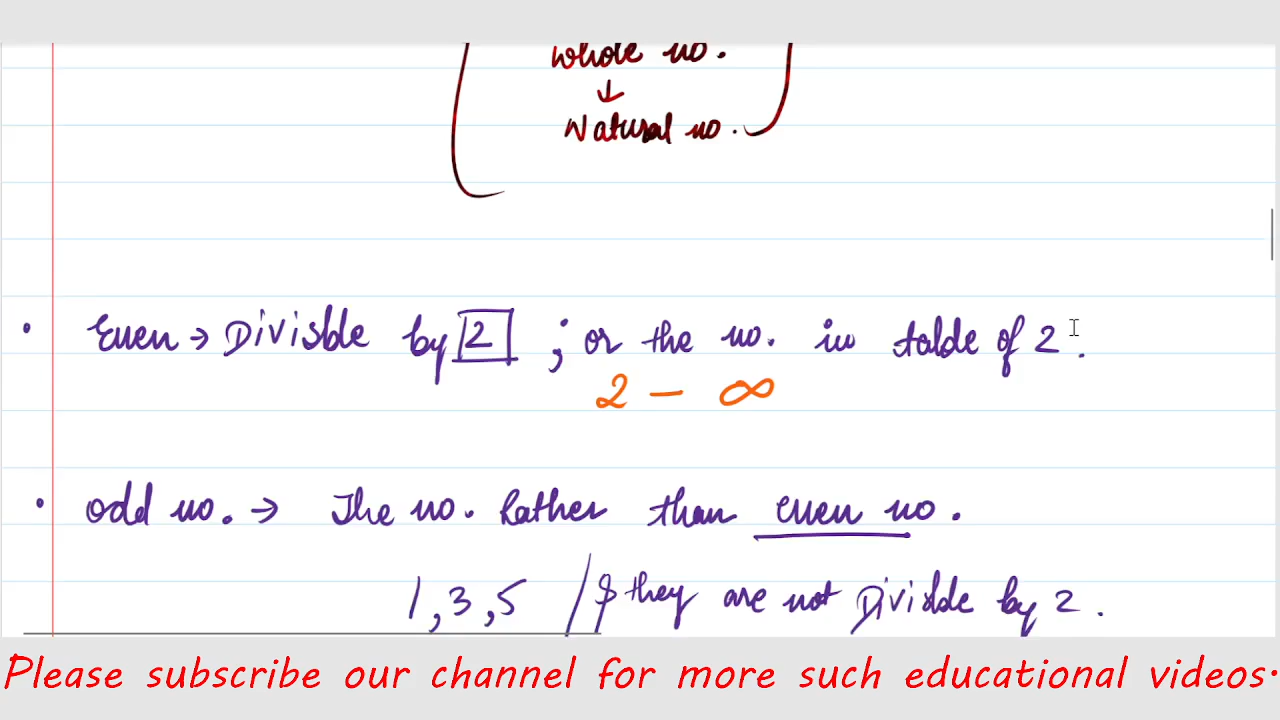 whole no.
↓
Natural no.
• Even → Divisble by 2 ; or the no. in table of 2.
2 - ∞
• odd no. → The no. Rather than even no.
1, 3, 5 / & they are not Divisble by 2.
Please subscribe our channel for more such educational videos.